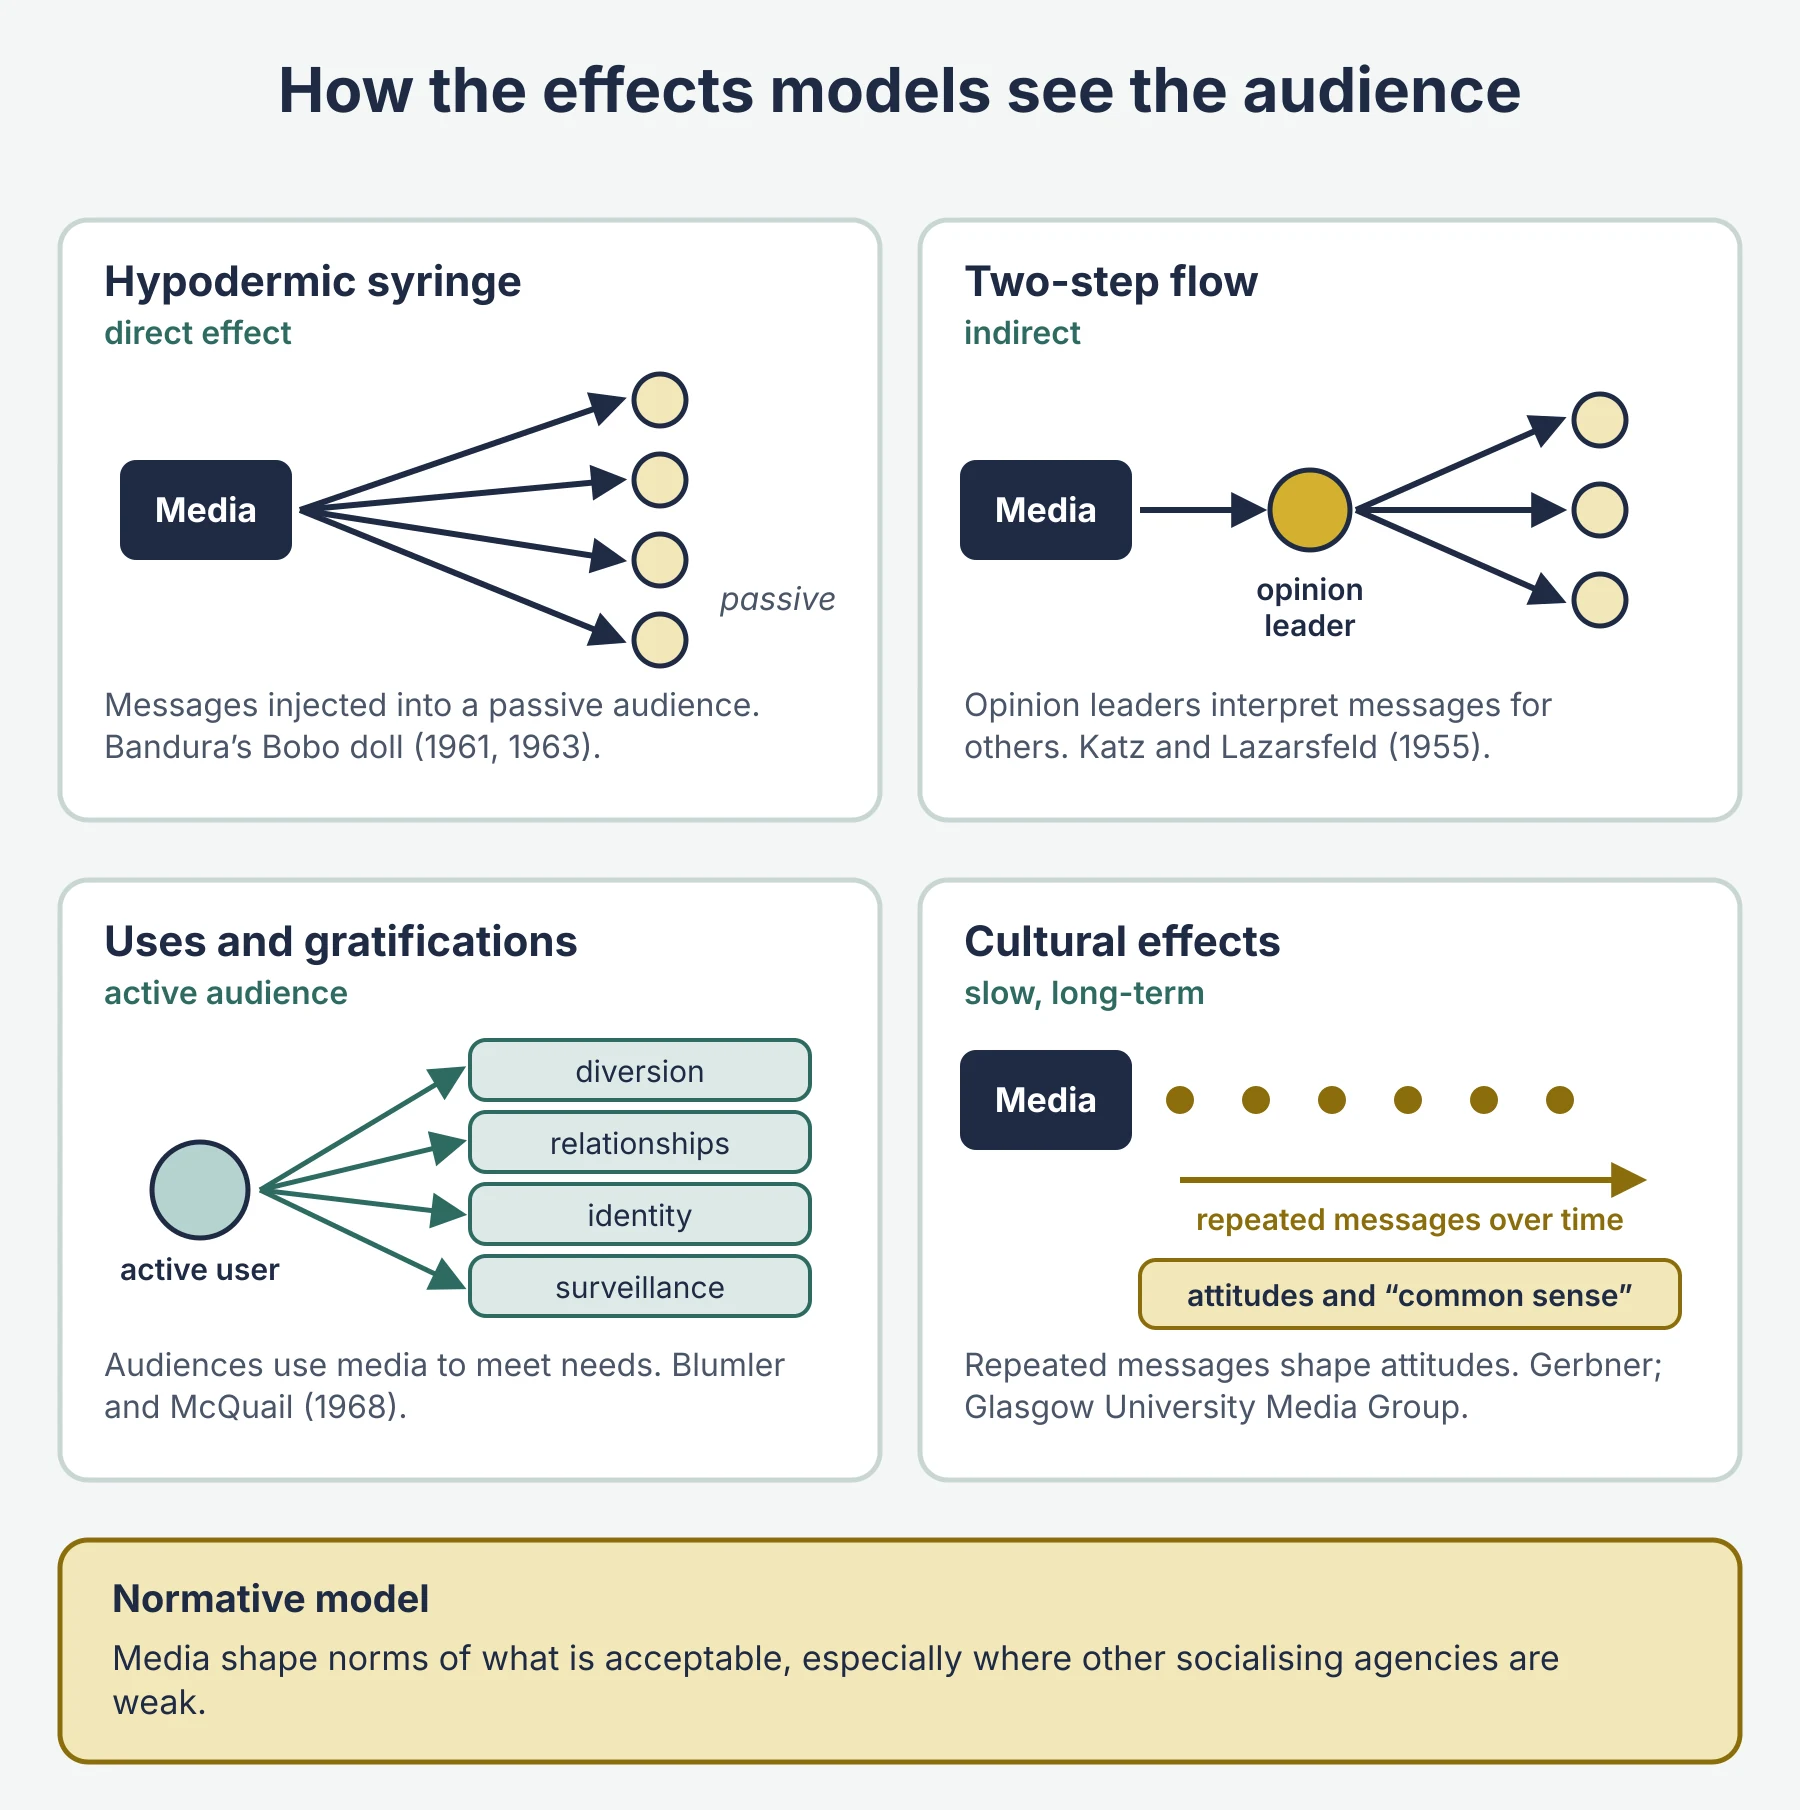 How the effects models see the audience
Hypodermic syringe
direct effect
Media
passive
Messages injected into a passive audience.
Bandura’s Bobo doll (1961, 1963).
Two-step flow
indirect
Media
opinion
leader
Opinion leaders interpret messages for
others. Katz and Lazarsfeld (1955).
Uses and gratifications
active audience
diversion
relationships
identity
surveillance
active user
Audiences use media to meet needs. Blumler
and McQuail (1968).
Cultural effects
slow, long-term
Media
repeated messages over time
attitudes and “common sense”
Repeated messages shape attitudes. Gerbner;
Glasgow University Media Group.
Normative model
Media shape norms of what is acceptable, especially where other socialising agencies are
weak.